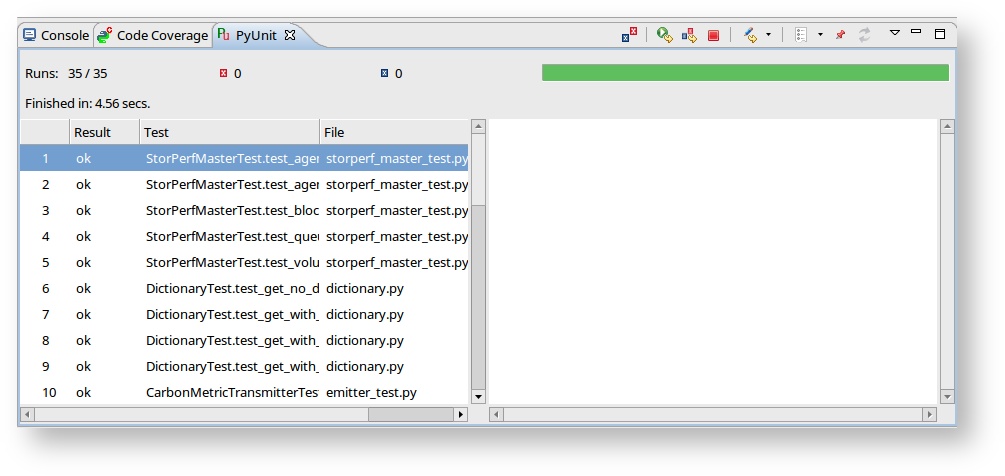 Console Code Coverage PyUnit
Runs: 35 / 35 0 0
Finished in: 4.56 secs.
Result Test File
1 ok StorPerfMasterTest.test_ager storperf_master_test.py
2 ok StorPerfMasterTest.test_ager storperf_master_test.py
3 ok StorPerfMasterTest.test_bloc storperf_master_test.py
4 ok StorPerfMasterTest.test_que storperf_master_test.py
5 ok StorPerfMasterTest.test_volu storperf_master_test.py
6 ok DictionaryTest.test_get_no_d dictionary.py
7 ok DictionaryTest.test_get_with_ dictionary.py
8 ok DictionaryTest.test_get_with_ dictionary.py
9 ok DictionaryTest.test_get_with_ dictionary.py
10 ok CarbonMetricTransmitterTes emitter_test.py